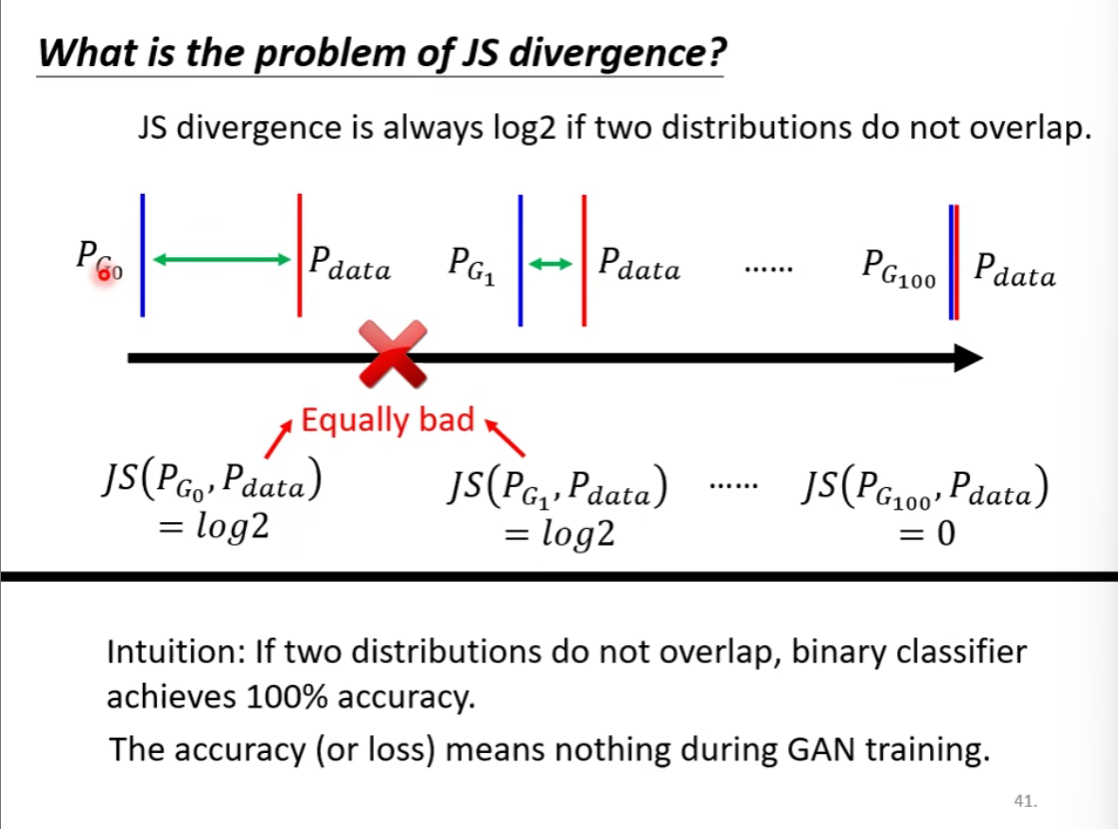 What is the problem of JS divergence?
JS divergence is always log2 if two distributions do not overlap.
P_{G_0} P_{data} P_{G_1} P_{data} …… P_{G_{100}} P_{data}
Equally bad
JS(P_{G_0}, P_{data}) JS(P_{G_1}, P_{data}) …… JS(P_{G_{100}}, P_{data})
= log2 = log2 = 0
Intuition: If two distributions do not overlap, binary classifier
achieves 100% accuracy.
The accuracy (or loss) means nothing during GAN training.
41.